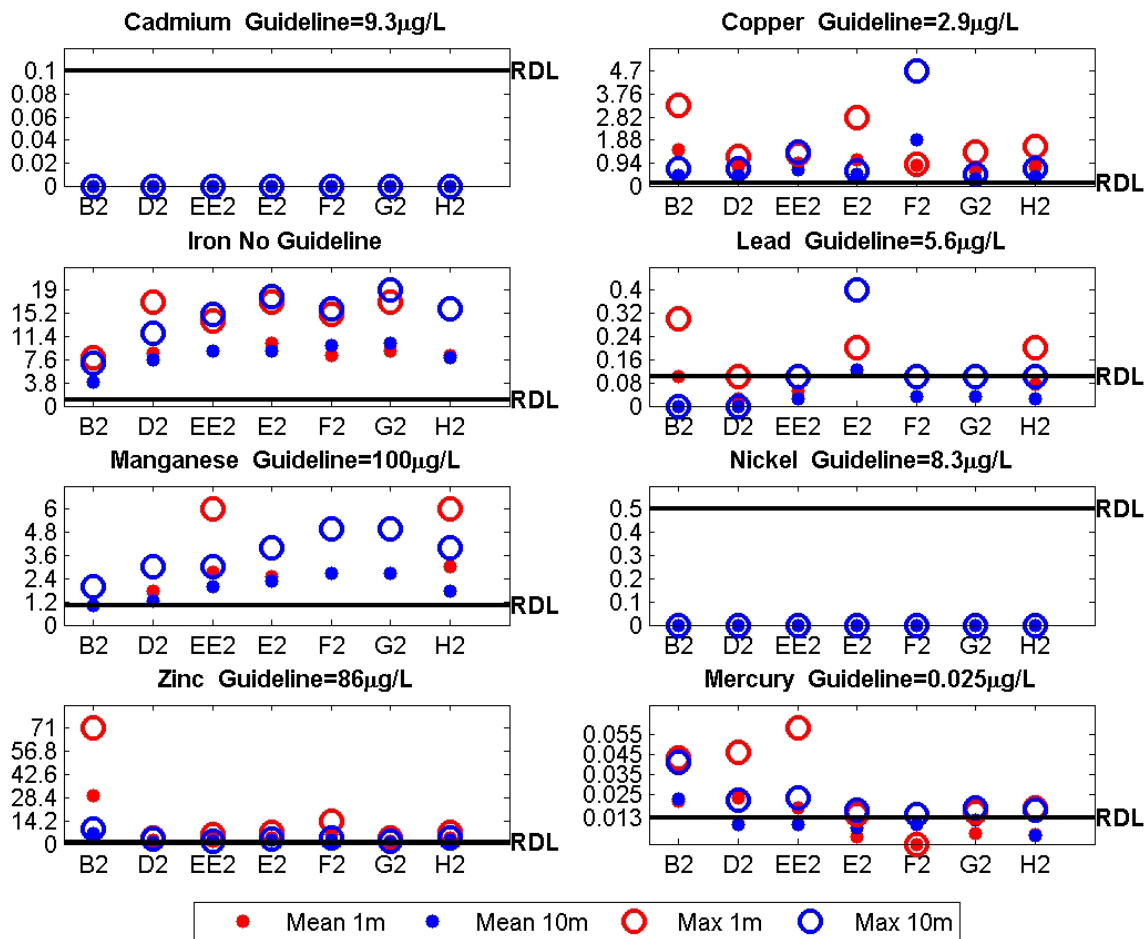 Cadmium Guideline=9.3μg/L
0.1
0.08
0.06
0.04
0.02
0
RDL
B2 D2 EE2 E2 F2 G2 H2
Copper Guideline=2.9μg/L
4.7
3.76
2.82
1.88
0.94
0
RDL
B2 D2 EE2 E2 F2 G2 H2
Iron No Guideline
19
15.2
11.4
7.6
3.8
0
RDL
B2 D2 EE2 E2 F2 G2 H2
Lead Guideline=5.6μg/L
0.4
0.32
0.24
0.16
0.08
0
RDL
B2 D2 EE2 E2 F2 G2 H2
Manganese Guideline=100μg/L
6
4.8
3.6
2.4
1.2
0
RDL
B2 D2 EE2 E2 F2 G2 H2
Nickel Guideline=8.3μg/L
0.5
0.4
0.3
0.2
0.1
0
RDL
B2 D2 EE2 E2 F2 G2 H2
Zinc Guideline=86μg/L
71
56.8
42.6
28.4
14.2
0
RDL
B2 D2 EE2 E2 F2 G2 H2
Mercury Guideline=0.025μg/L
0.055
0.045
0.035
0.025
0.013
RDL
B2 D2 EE2 E2 F2 G2 H2
Mean 1m Mean 10m Max 1m Max 10m